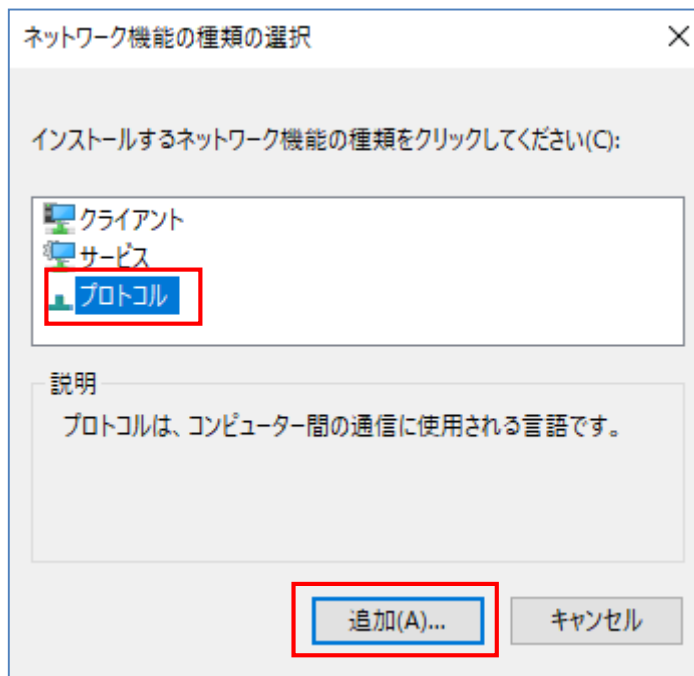 ネットワーク機能の種類の選択
インストールするネットワーク機能の種類をクリックしてください(C):
クライアント
サービス
プロトコル
説明
プロトコルは、コンピューター間の通信に使用される言語です。
追加(A)...
キャンセル